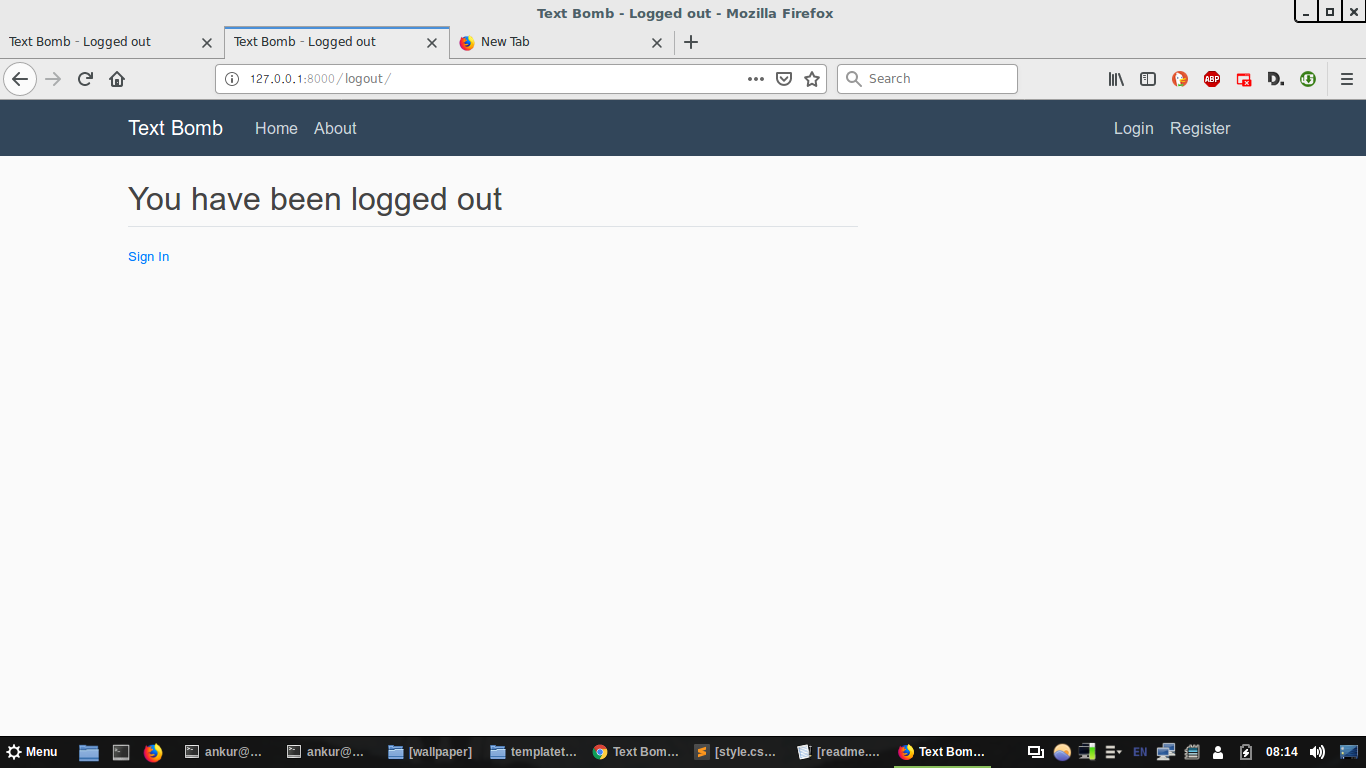 Text Bomb - Logged out - Mozilla Firefox
Text Bomb - Logged out
Text Bomb - Logged out
New Tab
127.0.0.1:8000/logout/
Search
ABP
D.
Text Bomb
Home
About
Login
Register
You have been logged out
Sign In
Menu
ankur@...
ankur@...
[wallpaper]
templatet...
Text Bom...
[style.cs...
[readme....
Text Bom...
EN
08:14